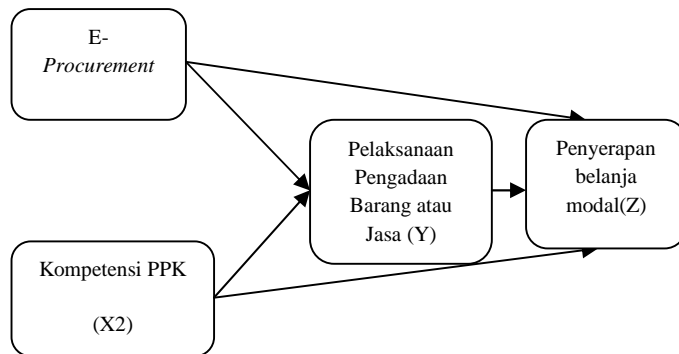 E-
Procurement
Pelaksanaan
Pengadaan
Barang atau
Jasa (Y)
Penyerapan
belanja
modal(Z)
Kompetensi PPK
(X2)